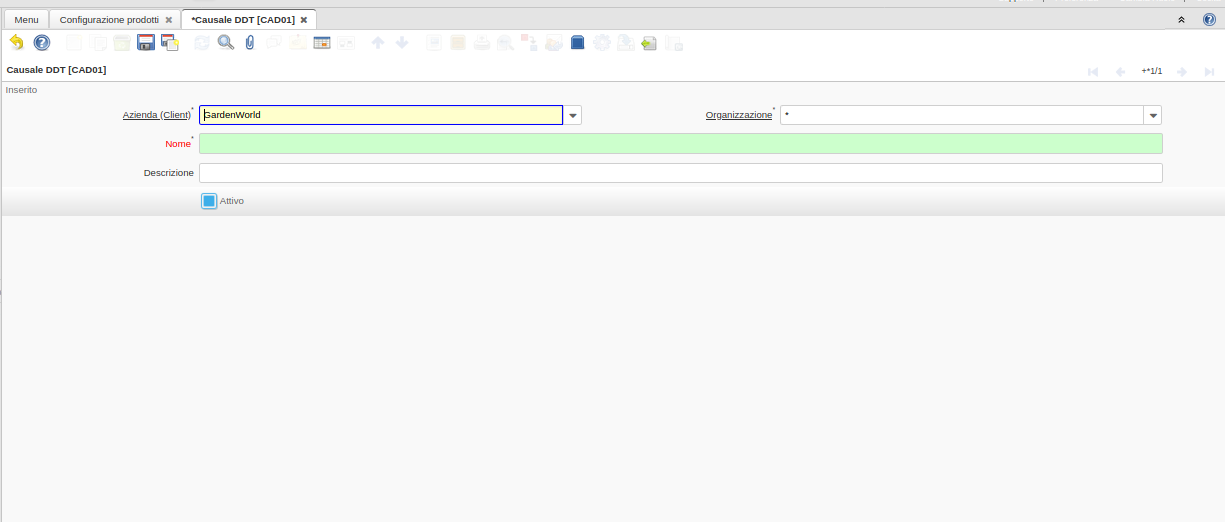 Menu
Configurazione prodotti
*Causale DDT [CAD01]
Causale DDT [CAD01]
+*1/1
Inserito
Azienda (Client)* GardenWorld
Organizzazione* *
Nome*
Descrizione
Attivo